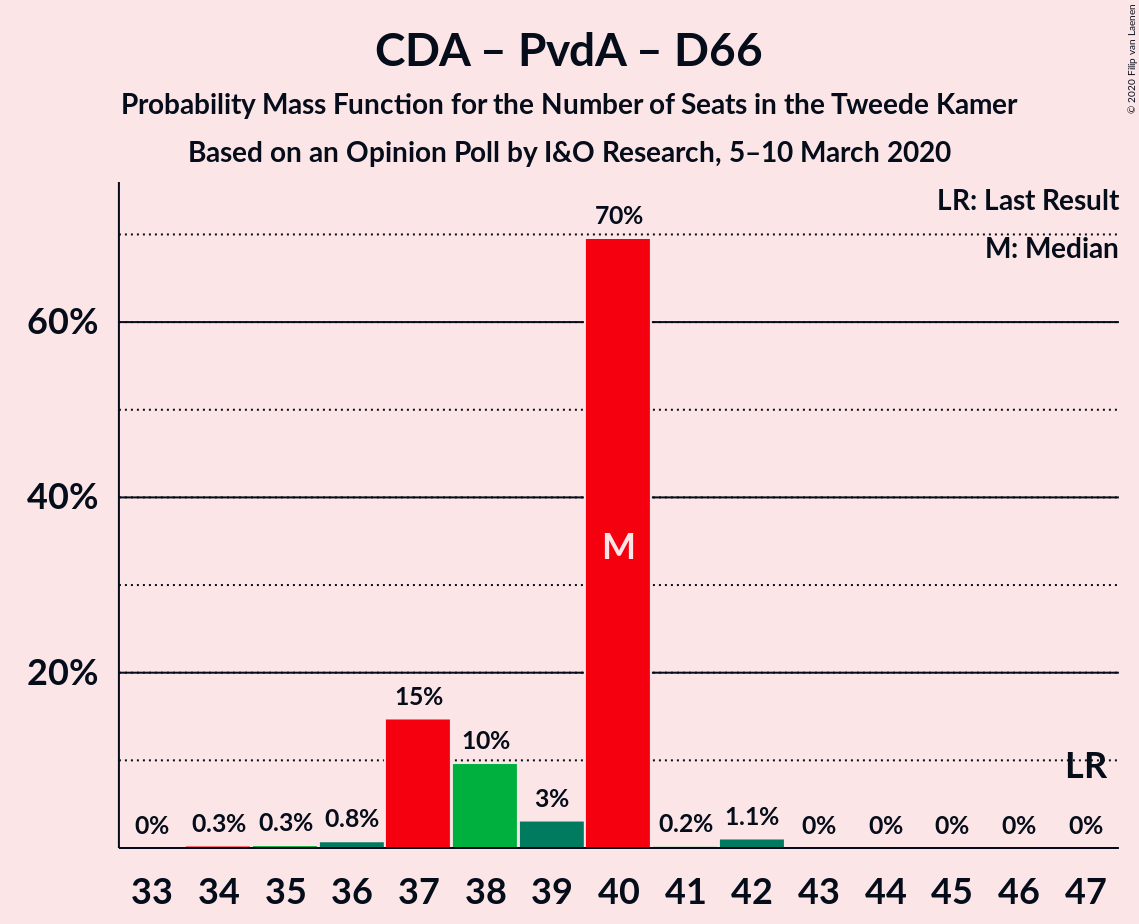 CDA – PvdA – D66
Probability Mass Function for the Number of Seats in the Tweede Kamer
Based on an Opinion Poll by I&O Research, 5–10 March 2020
© 2020 Filip van Laenen
LR: Last Result
M: Median
60%
40%
20%
0% 0.3% 0.3% 0.8% 15% 10% 3% 70% 0.2% 1.1% 0% 0% 0% 0% 0%
M
LR
33 34 35 36 37 38 39 40 41 42 43 44 45 46 47